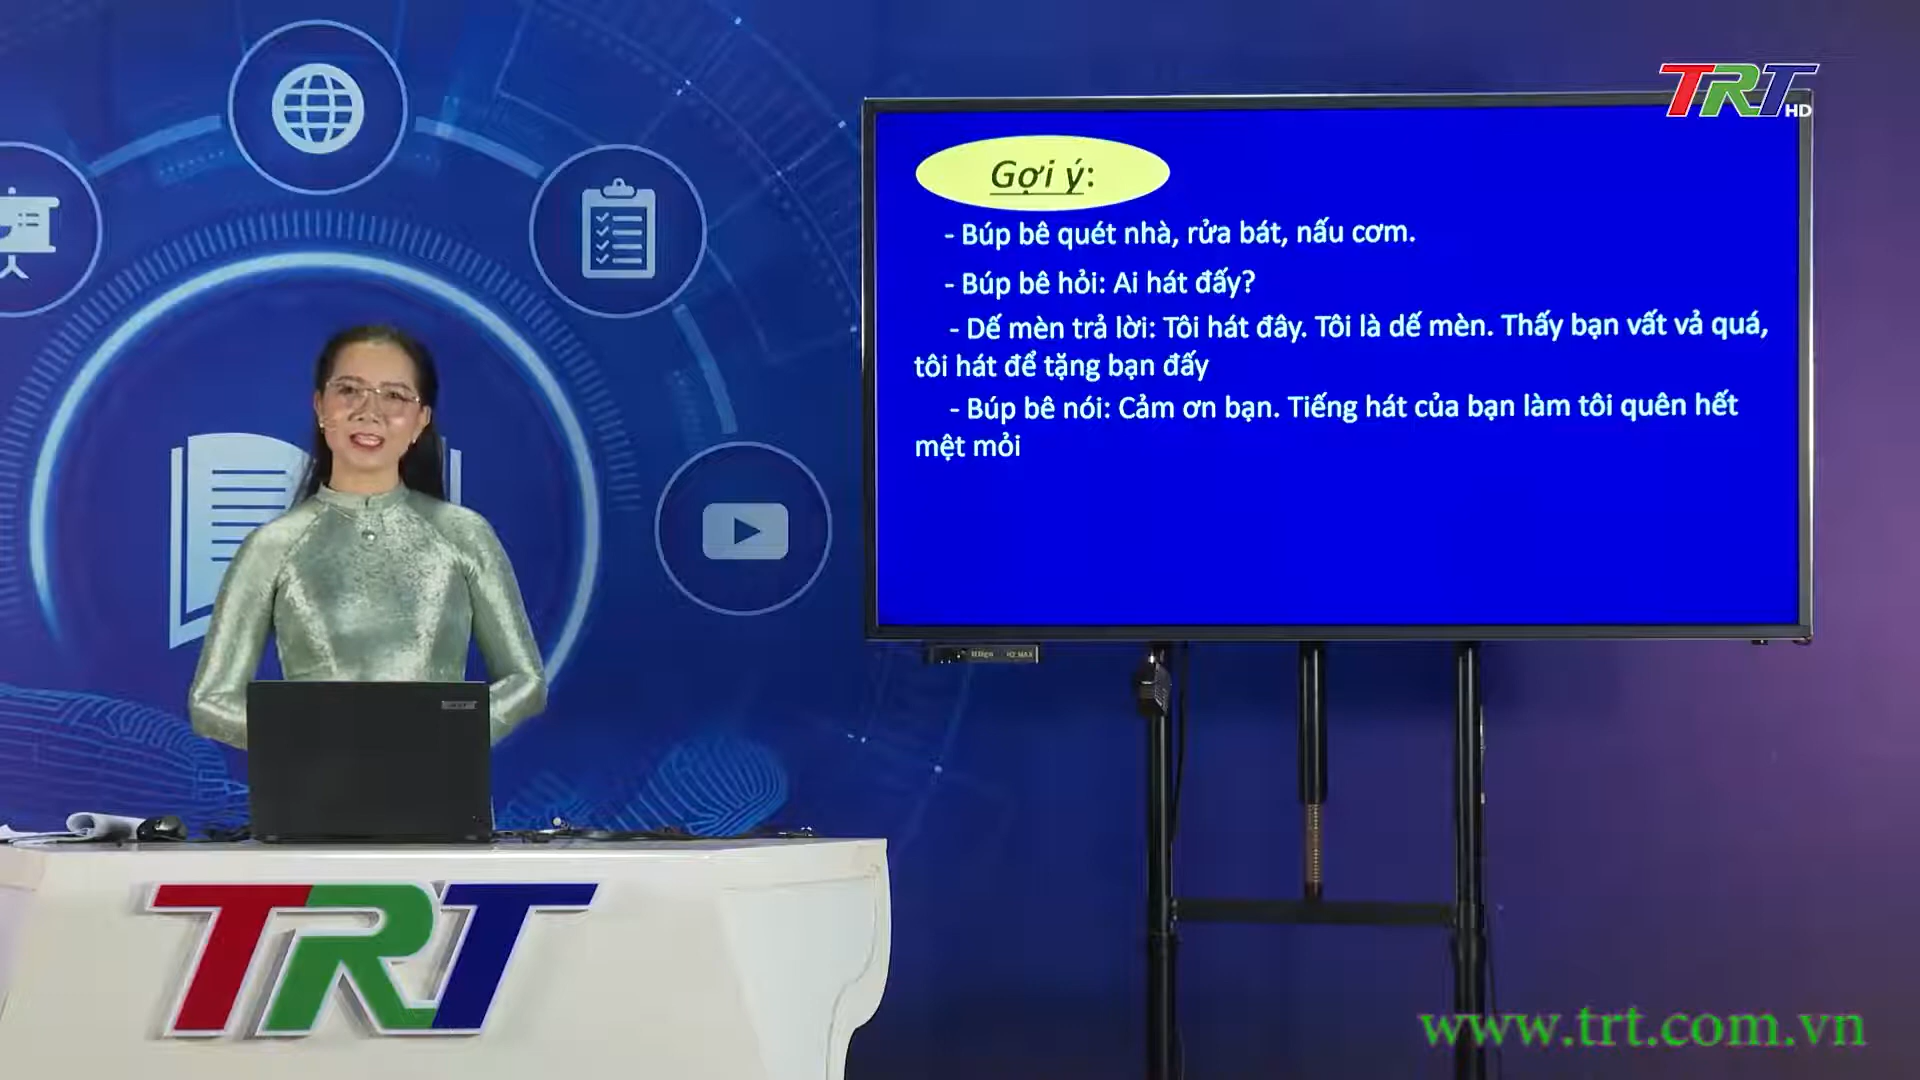 TRT HD
Gợi ý:
- Búp bê quét nhà, rửa bát, nấu cơm.
- Búp bê hỏi: Ai hát đấy?
- Dế mèn trả lời: Tôi hát đây. Tôi là dế mèn. Thấy bạn vất vả quá,
tôi hát để tặng bạn đấy
- Búp bê nói: Cảm ơn bạn. Tiếng hát của bạn làm tôi quên hết
mệt mỏi
H2 MAX
TRT
www.trt.com.vn